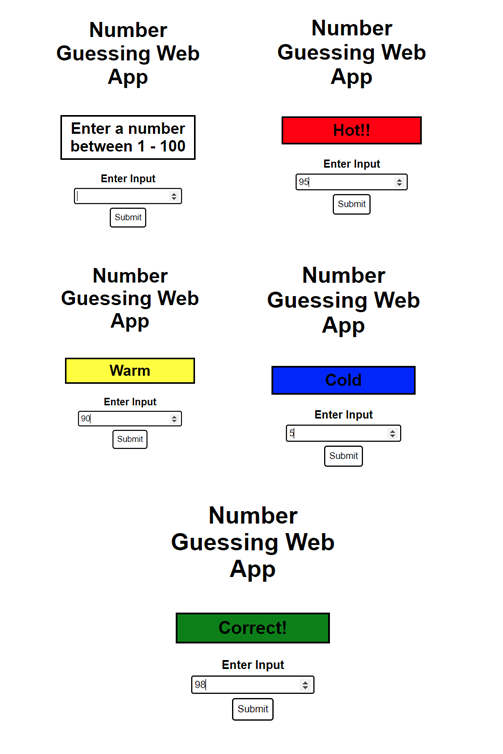 Number
Guessing Web
App
Enter a number
between 1 - 100
Enter Input
Submit
Number
Guessing Web
App
Hot!!
Enter Input
95
Submit
Number
Guessing Web
App
Warm
Enter Input
90
Submit
Number
Guessing Web
App
Cold
Enter Input
5
Submit
Number
Guessing Web
App
Correct!
Enter Input
98
Submit